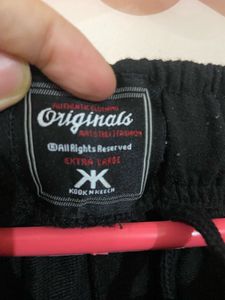 AUTHENTIC CLOTHING
Originals
®All Rights Reserved
EXTRA LARGE
KOOK N KEECH